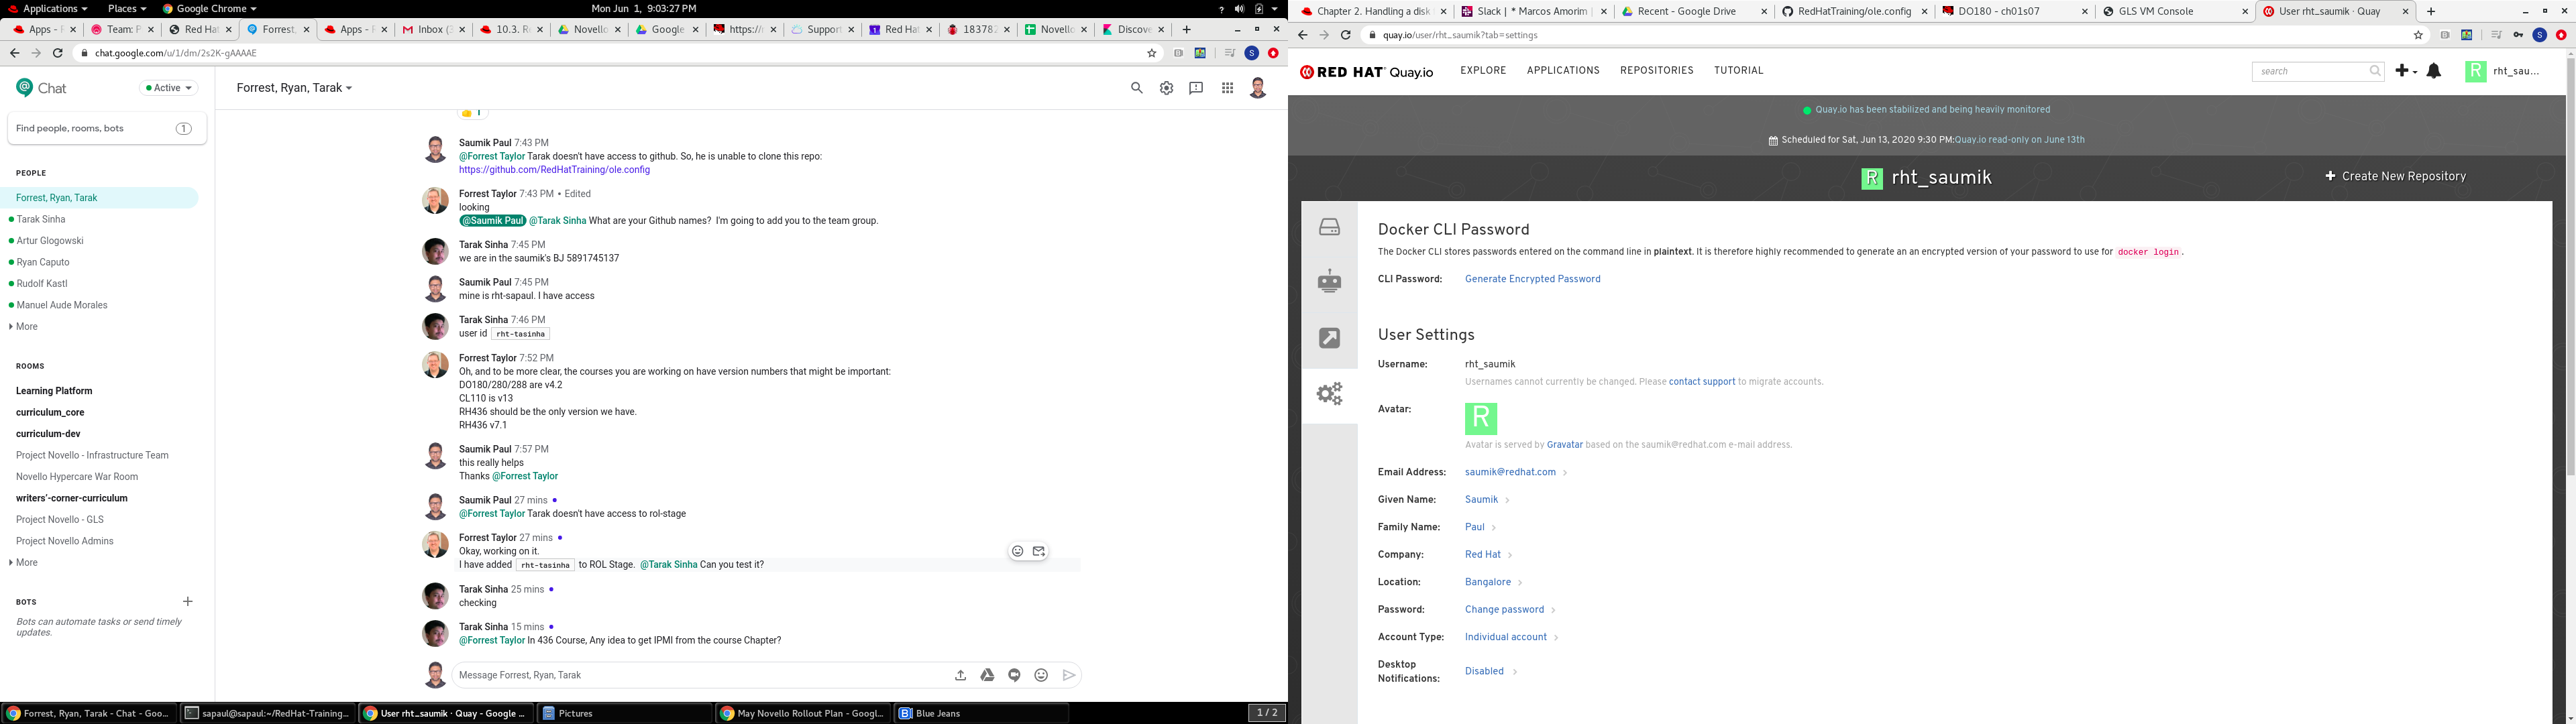 Applications
Places
Google Chrome
Mon Jun 1, 9:03:27 PM
Apps - F
Team: P
Red Hat
Forrest,
Apps - F
Inbox (
10.3. R
Novello
Google
https://
Support
Red Hat
183782
Novello
Discove
chat.google.com/u/1/dm/2s2K-gAAAAE
Chat
Active
Find people, rooms, bots
1
PEOPLE
Forrest, Ryan, Tarak
Tarak Sinha
Artur Glogowski
Ryan Caputo
Rudolf Kastl
Manuel Aude Morales
More
ROOMS
Learning Platform
curriculum_core
curriculum-dev
Project Novello - Infrastructure Team
Novello Hypercare War Room
writers'-corner-curriculum
Project Novello - GLS
Project Novello Admins
More
BOTS
Bots can automate tasks or send timely
updates.
Forrest, Ryan, Tarak
1
Saumik Paul 7:43 PM
@Forrest Taylor Tarak doesn't have access to github. So, he is unable to clone this repo:
https://github.com/RedHatTraining/ole.config
Forrest Taylor 7:43 PM • Edited
looking
@Saumik Paul @Tarak Sinha What are your Github names? I'm going to add you to the team group.
Tarak Sinha 7:45 PM
we are in the saumik's BJ 5891745137
Saumik Paul 7:45 PM
mine is rht-sapaul. I have access
Tarak Sinha 7:46 PM
user id rht-tasinha
Forrest Taylor 7:52 PM
Oh, and to be more clear, the courses you are working on have version numbers that might be important:
DO180/280/288 are v4.2
CL110 is v13
RH436 should be the only version we have.
RH436 v7.1
Saumik Paul 7:57 PM
this really helps
Thanks @Forrest Taylor
Saumik Paul 27 mins
@Forrest Taylor Tarak doesn't have access to rol-stage
Forrest Taylor 27 mins
Okay, working on it.
I have added rht-tasinha to ROL Stage. @Tarak Sinha Can you test it?
Tarak Sinha 25 mins
checking
Tarak Sinha 15 mins
@Forrest Taylor In 436 Course, Any idea to get IPMI from the course Chapter?
Message Forrest, Ryan, Tarak
Forrest, Ryan, Tarak - Chat - Goo...
sapaul@sapaul:~/RedHat-Training...
User rht_saumik · Quay - Google ...
Pictures
May Novello Rollout Plan - Googl...
Blue Jeans
1 / 2
Chapter 2. Handling a disk
Slack | * Marcos Amorim |
Recent - Google Drive
RedHatTraining/ole.config
DO180 - ch01s07
GLS VM Console
User rht_saumik · Quay
quay.io/user/rht_saumik?tab=settings
RED HAT Quay.io
EXPLORE
APPLICATIONS
REPOSITORIES
TUTORIAL
search
R
rht_sau...
Quay.io has been stabilized and being heavily monitored
Scheduled for Sat, Jun 13, 2020 9:30 PM:Quay.io read-only on June 13th
R rht_saumik
Create New Repository
Docker CLI Password
The Docker CLI stores passwords entered on the command line in plaintext. It is therefore highly recommended to generate an an encrypted version of your password to use for docker login.
CLI Password: Generate Encrypted Password
User Settings
Username: rht_saumik
Usernames cannot currently be changed. Please contact support to migrate accounts.
Avatar: R
Avatar is served by Gravatar based on the saumik@redhat.com e-mail address.
Email Address: saumik@redhat.com
Given Name: Saumik
Family Name: Paul
Company: Red Hat
Location: Bangalore
Password: Change password
Account Type: Individual account
Desktop
Notifications: Disabled